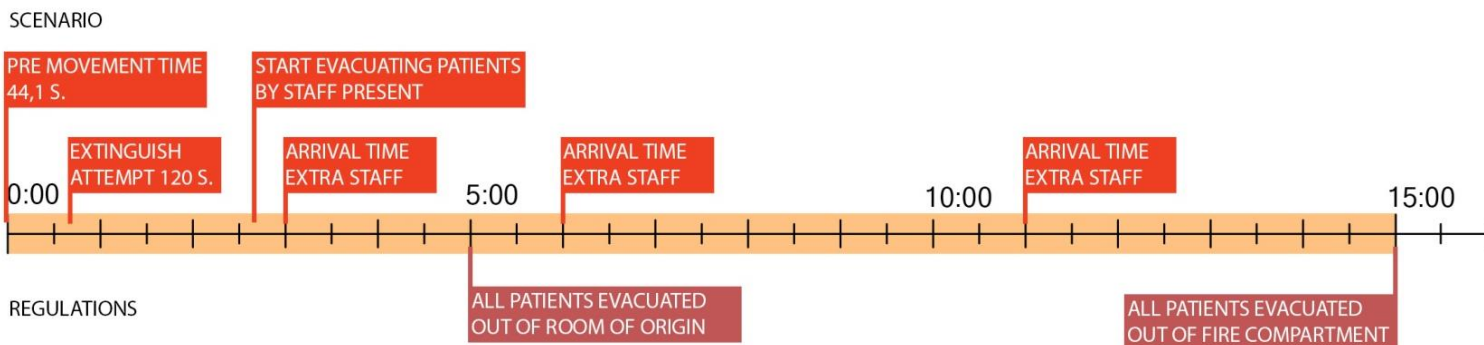 SCENARIO
PRE MOVEMENT TIME
44,1 S.
START EVACUATING PATIENTS
BY STAFF PRESENT
EXTINGUISH
ATTEMPT 120 S.
ARRIVAL TIME
EXTRA STAFF
ARRIVAL TIME
EXTRA STAFF
ARRIVAL TIME
EXTRA STAFF
0:00
5:00
10:00
15:00
REGULATIONS
ALL PATIENTS EVACUATED
OUT OF ROOM OF ORIGIN
ALL PATIENTS EVACUATED
OUT OF FIRE COMPARTMENT